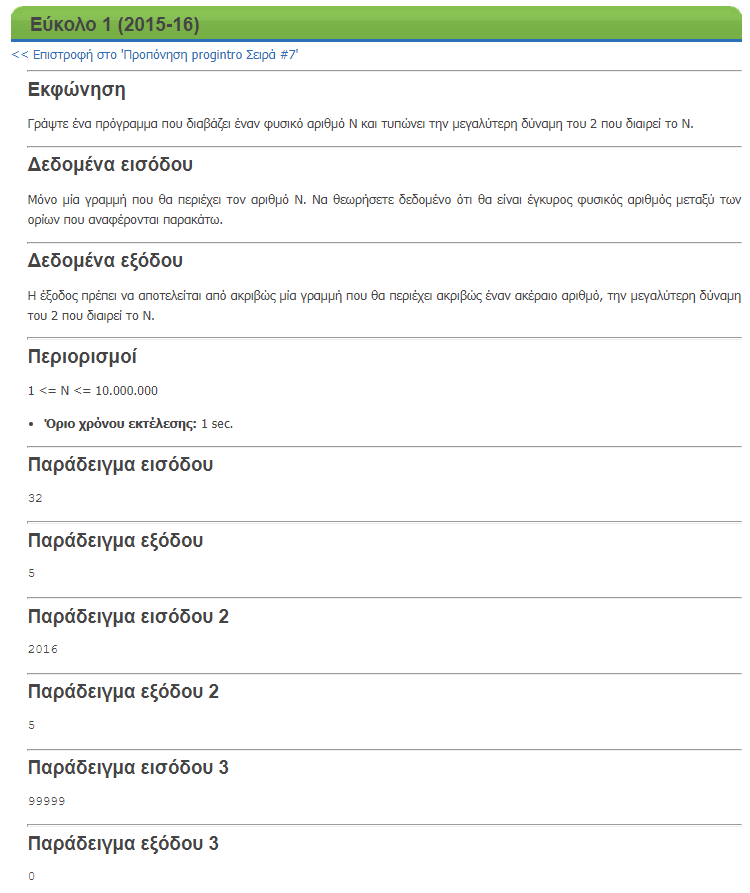 Εύκολο 1 (2015-16)
<< Επιστροφή στο 'Προπόνηση progintro Σειρά #7'
Εκφώνηση
Γράψτε ένα πρόγραμμα που διαβάζει έναν φυσικό αριθμό N και τυπώνει την μεγαλύτερη δύναμη του 2 που διαιρεί το N.
Δεδομένα εισόδου
Μόνο μία γραμμή που θα περιέχει τον αριθμό N. Να θεωρήσετε δεδομένο ότι θα είναι έγκυρος φυσικός αριθμός μεταξύ των
ορίων που αναφέρονται παρακάτω.
Δεδομένα εξόδου
Η έξοδος πρέπει να αποτελείται από ακριβώς μία γραμμή που θα περιέχει ακριβώς έναν ακέραιο αριθμό, την μεγαλύτερη δύναμη
του 2 που διαιρεί το N.
Περιορισμοί
1 <= N <= 10.000.000
• Όριο χρόνου εκτέλεσης: 1 sec.
Παράδειγμα εισόδου
32
Παράδειγμα εξόδου
5
Παράδειγμα εισόδου 2
2016
Παράδειγμα εξόδου 2
5
Παράδειγμα εισόδου 3
99999
Παράδειγμα εξόδου 3
0